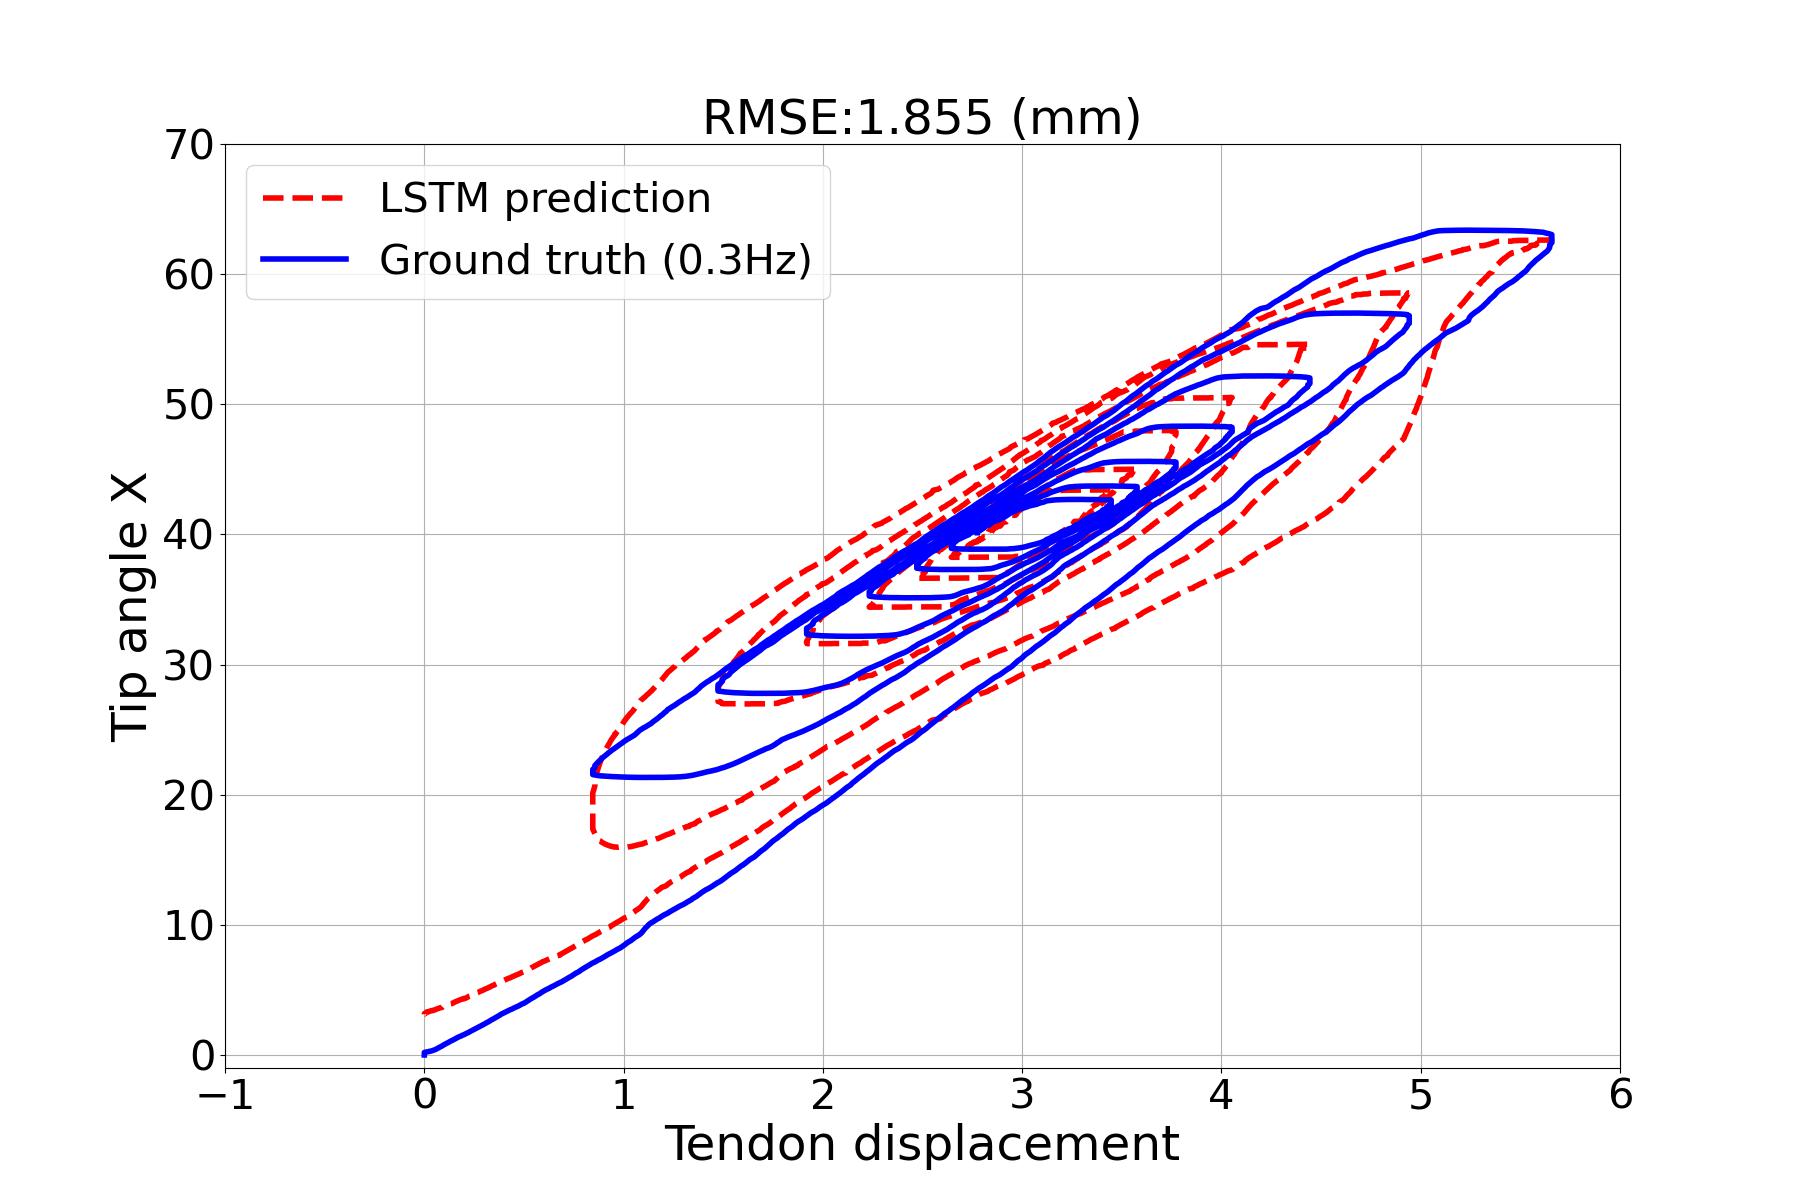 RMSE:1.855 (mm)
70
60
50
40
30
20
10
0
Tip angle X
LSTM prediction
Ground truth (0.3Hz)
−1 0 1 2 3 4 5 6
Tendon displacement